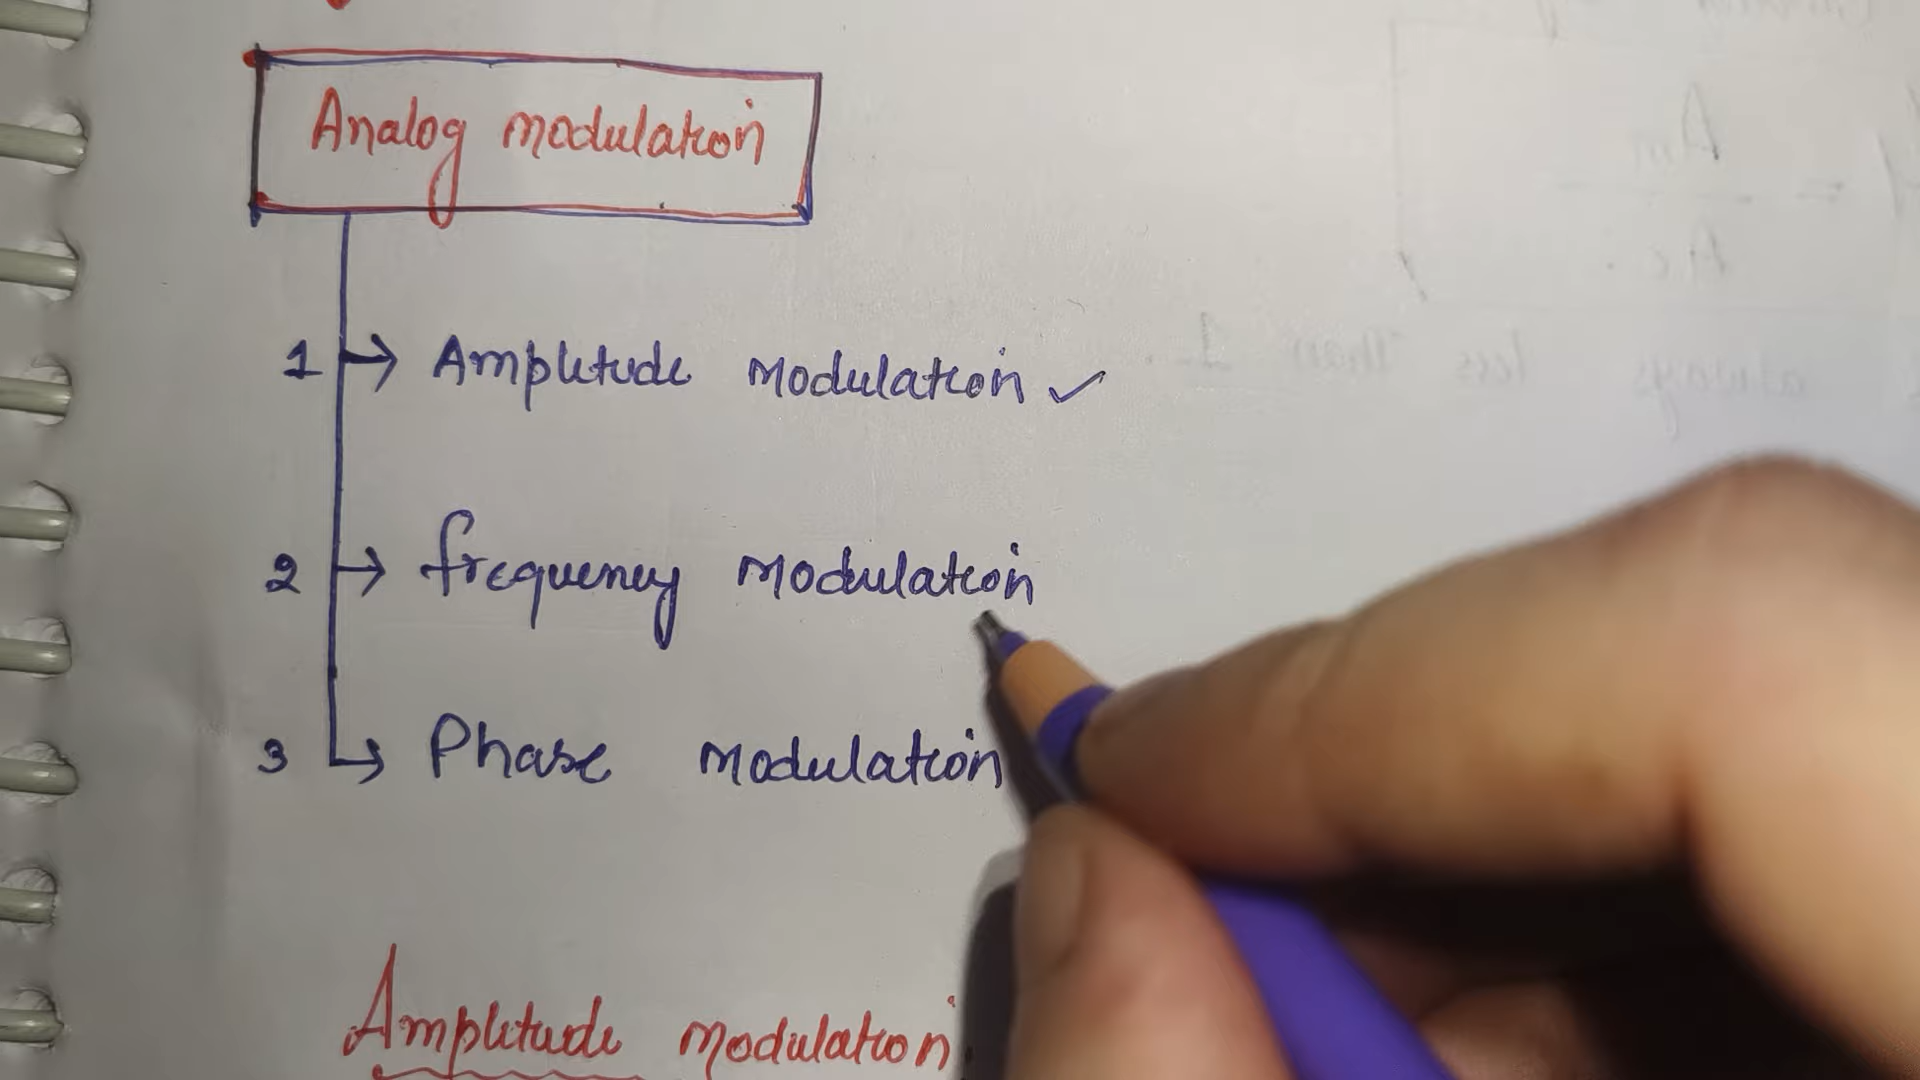 Analog modulation
1 → Amplitude Modulation ✓
2 → frequency Modulation
3 → Phase Modulation
Amplitude modulation